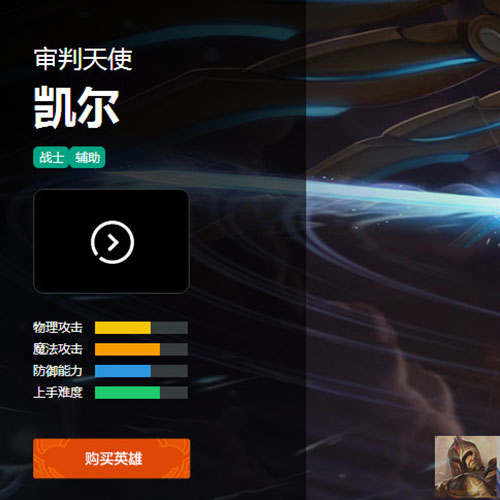 审判天使
凯尔
战士 辅助
物理攻击
魔法攻击
防御能力
上手难度
购买英雄